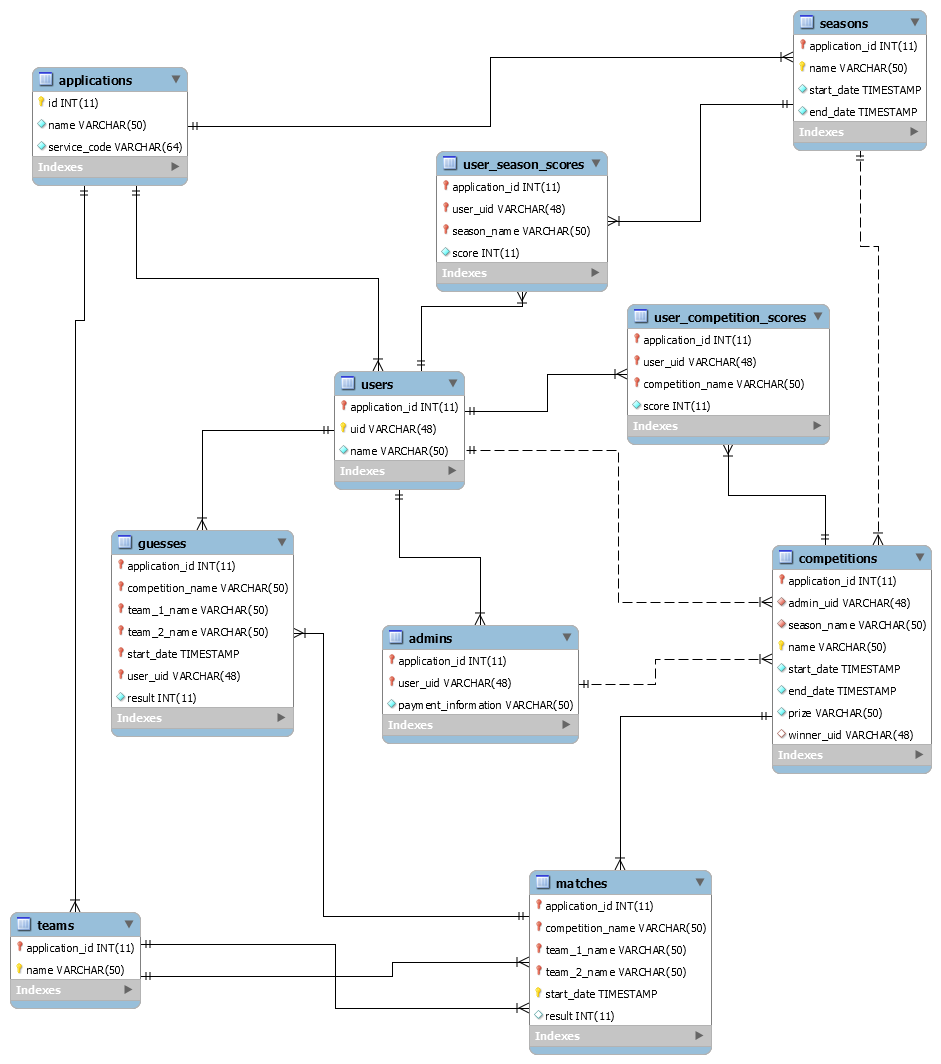 seasons
application_id INT(11)
name VARCHAR(50)
start_date TIMESTAMP
end_date TIMESTAMP
Indexes
applications
id INT(11)
name VARCHAR(50)
service_code VARCHAR(64)
Indexes
user_season_scores
application_id INT(11)
user_uid VARCHAR(48)
season_name VARCHAR(50)
score INT(11)
Indexes
user_competition_scores
application_id INT(11)
user_uid VARCHAR(48)
competition_name VARCHAR(50)
score INT(11)
Indexes
users
application_id INT(11)
uid VARCHAR(48)
name VARCHAR(50)
Indexes
guesses
application_id INT(11)
competition_name VARCHAR(50)
team_1_name VARCHAR(50)
team_2_name VARCHAR(50)
start_date TIMESTAMP
user_uid VARCHAR(48)
result INT(11)
Indexes
admins
application_id INT(11)
user_uid VARCHAR(48)
payment_information VARCHAR(50)
Indexes
competitions
application_id INT(11)
admin_uid VARCHAR(48)
season_name VARCHAR(50)
name VARCHAR(50)
start_date TIMESTAMP
end_date TIMESTAMP
prize VARCHAR(50)
winner_uid VARCHAR(48)
Indexes
teams
application_id INT(11)
name VARCHAR(50)
Indexes
matches
application_id INT(11)
competition_name VARCHAR(50)
team_1_name VARCHAR(50)
team_2_name VARCHAR(50)
start_date TIMESTAMP
result INT(11)
Indexes